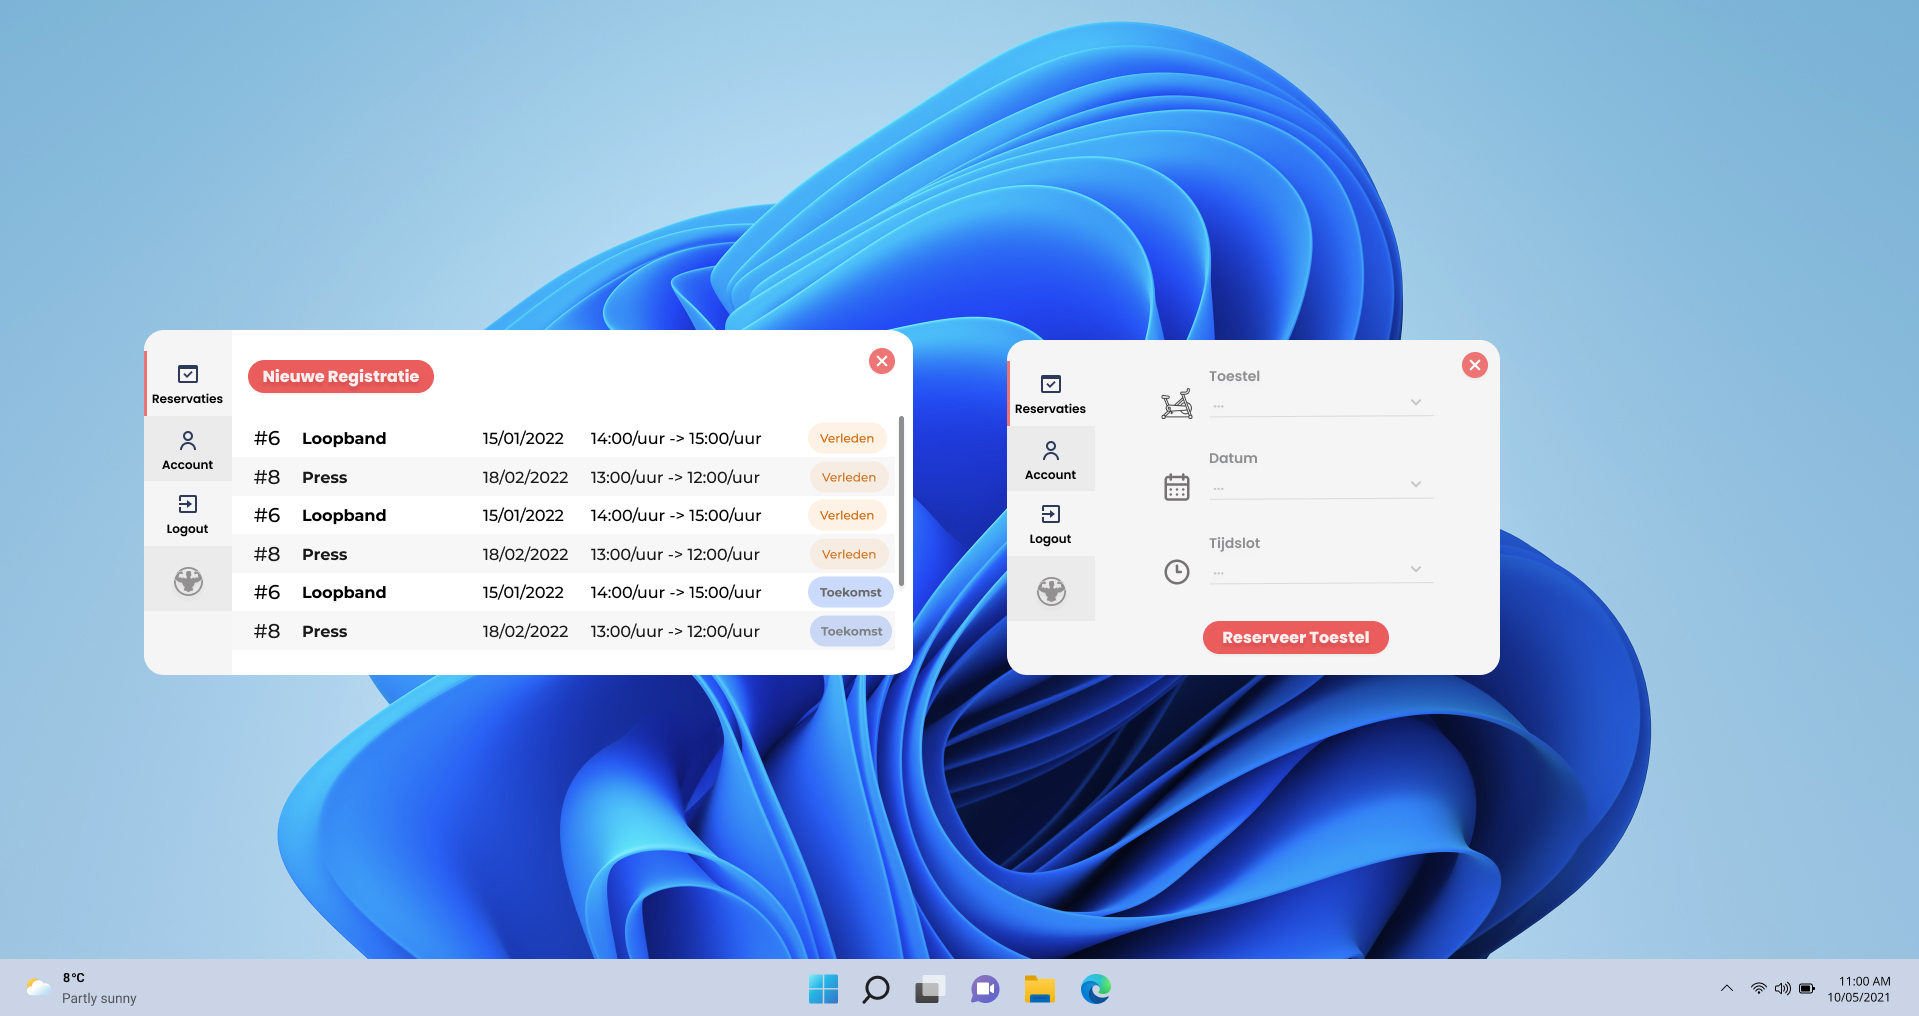 Nieuwe Registratie
Reservaties
Account
Logout
#6 Loopband 15/01/2022 14:00/uur -> 15:00/uur Verleden
#8 Press 18/02/2022 13:00/uur -> 12:00/uur Verleden
#6 Loopband 15/01/2022 14:00/uur -> 15:00/uur Verleden
#8 Press 18/02/2022 13:00/uur -> 12:00/uur Verleden
#6 Loopband 15/01/2022 14:00/uur -> 15:00/uur Toekomst
#8 Press 18/02/2022 13:00/uur -> 12:00/uur Toekomst
Reservaties
Account
Logout
Toestel
...
Datum
...
Tijdslot
...
Reserveer Toestel
8°C
Partly sunny
11:00 AM
10/05/2021